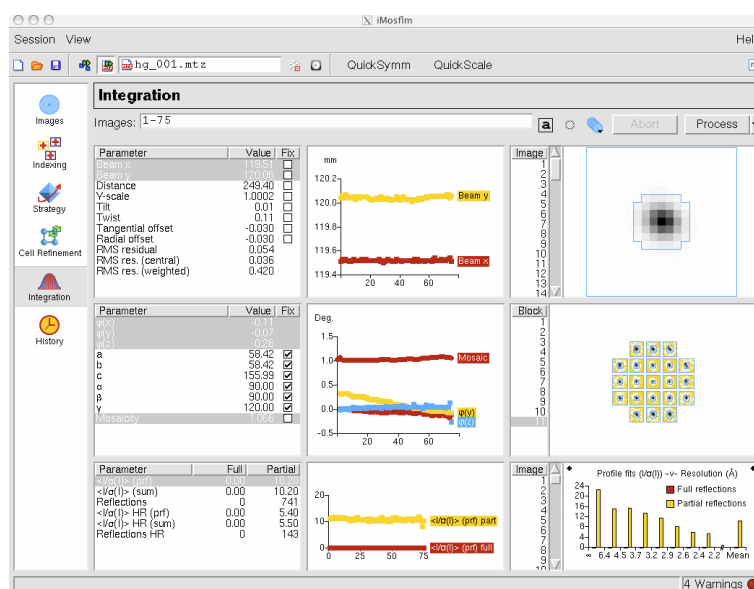 iMosflm
Session View Hel
hg_001.mtz QuickSymm QuickScale
Integration
Images: 1-75 a Abort Process
Images
Indexing
Strategy
Cell Refinement
Integration
History
Parameter Value Fix
Beam x 119.51
Beam y 120.06
Distance 249.40
Y-scale 1.0002
Tilt 0.01
Twist 0.11
Tangential offset -0.030
Radial offset -0.030
RMS residual 0.054
RMS res. (central) 0.036
RMS res. (weighted) 0.420
mm
120.2
120.0
119.8
119.6
119.4
0 20 40 60
Beam y
Beam x
Image
1
2
3
4
5
6
7
8
9
10
11
12
13
14
Parameter Value Fix
φ(x) -0.11
φ(y) -0.07
φ(z) -0.26
a 58.42
b 58.42
c 155.99
α 90.00
β 90.00
γ 120.00
Mosaicity 1.066
Deg.
1.5
1.0
0.5
0.0
-0.5
20 40 60
Mosaic
φ(y)
φ(z)
Block
1
2
3
4
5
6
7
8
9
10
11
Parameter Full Partial
<I/σ(I)> (prf) 0.00 10.20
<I/σ(I)> (sum) 0.00 10.20
Reflections 0 741
<I/σ(I)> HR (prf) 0.00 5.40
<I/σ(I)> HR (sum) 0.00 5.50
Reflections HR 0 143
20
10
0
0 25 50 75
<I/σ(I)> (prf) part
<I/σ(I)> (prf) full
Image
1
2
3
4
5
6
7
8
9
Profile fits (I/σ(I)) -v- Resolution (Å)
Full reflections
Partial reflections
24
20
16
12
8
4
0
∞ 6.4 4.5 3.7 3.2 2.9 2.6 2.4 2.2 Mean
4 Warnings